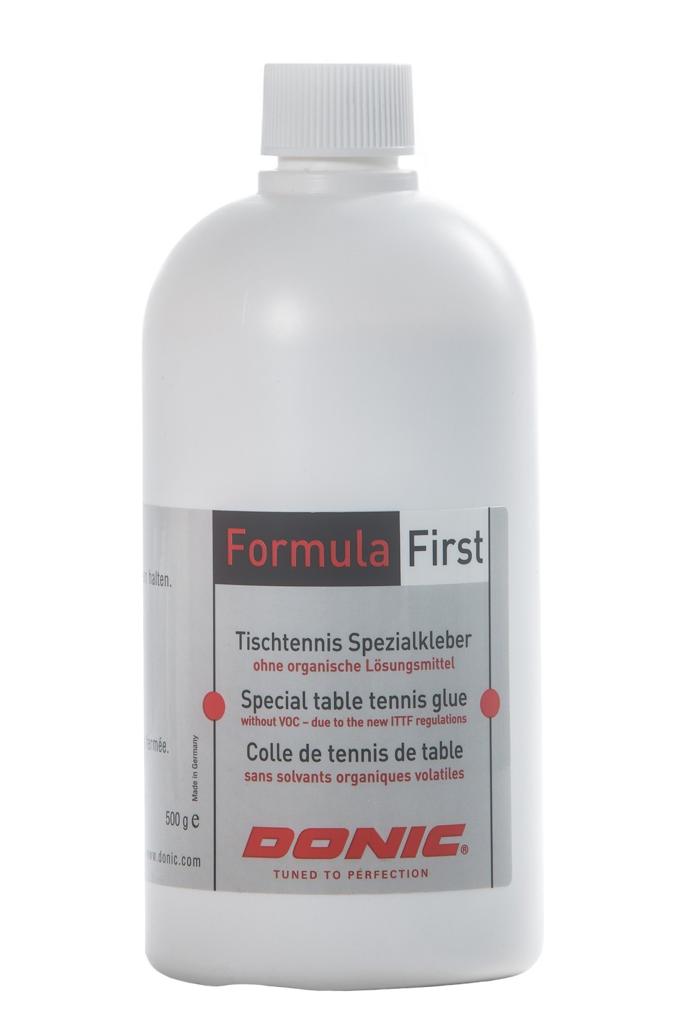 Formula First
Tischtennis Spezialkleber
ohne organische Lösungsmittel
Special table tennis glue
without VOC – due to the new ITTF regulations
Colle de tennis de table
sans solvants organiques volatiles
DONIC®
TUNED TO PERFECTION
halten.
Made in Germany
500 g e
www.donic.com